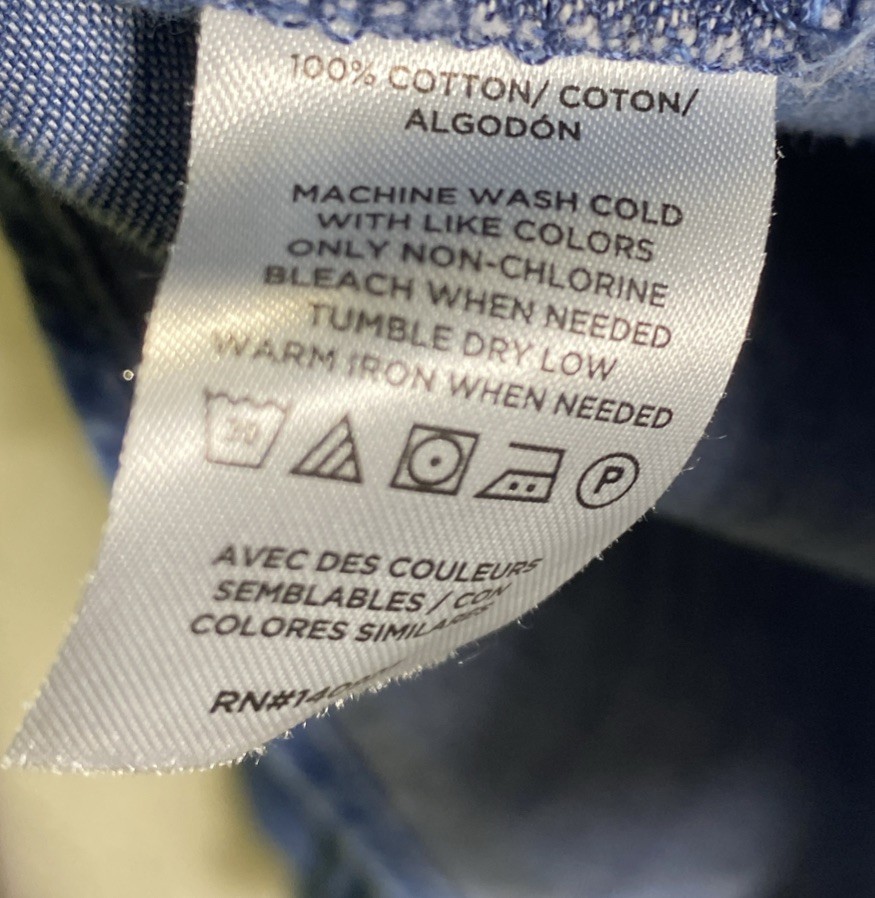 100% COTTON/ COTON/
ALGODÓN
MACHINE WASH COLD
WITH LIKE COLORS
ONLY NON-CHLORINE
BLEACH WHEN NEEDED
TUMBLE DRY LOW
WARM IRON WHEN NEEDED
30 P
AVEC DES COULEURS
SEMBLABLES / CON
COLORES SIMILARES